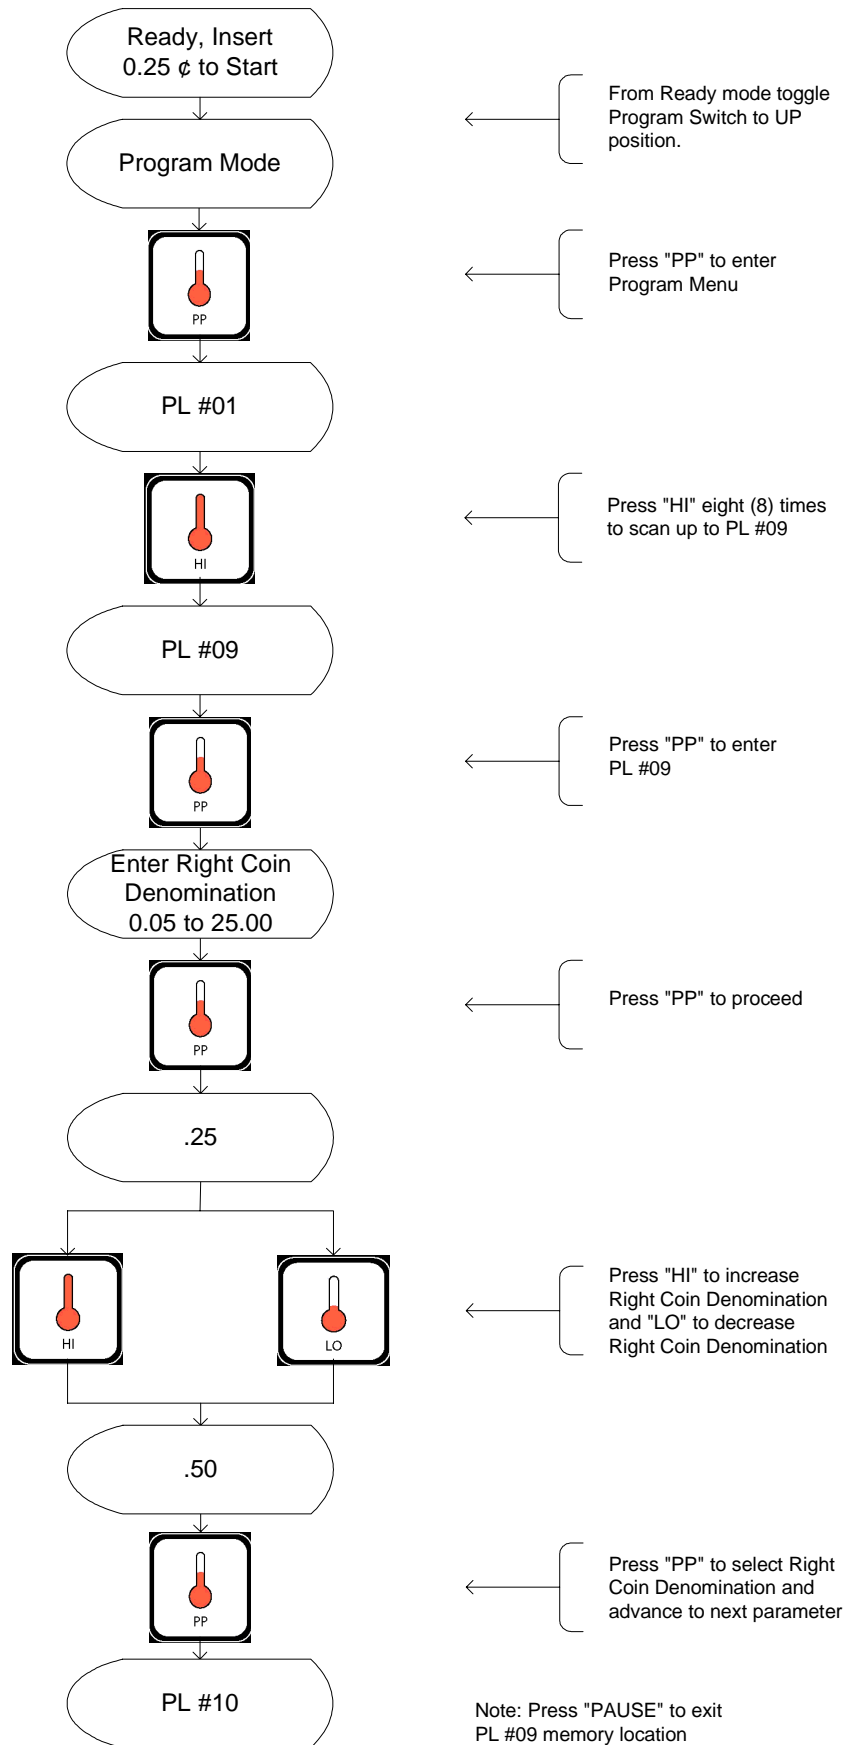 Ready, Insert
0.25 ¢ to Start
From Ready mode toggle
Program Switch to UP
position.
Program Mode
PP
Press "PP" to enter
Program Menu
PL #01
HI
Press "HI" eight (8) times
to scan up to PL #09
PL #09
PP
Press "PP" to enter
PL #09
Enter Right Coin
Denomination
0.05 to 25.00
PP
Press "PP" to proceed
.25
HI
LO
Press "HI" to increase
Right Coin Denomination
and "LO" to decrease
Right Coin Denomination
.50
PP
Press "PP" to select Right
Coin Denomination and
advance to next parameter
PL #10
Note: Press "PAUSE" to exit
PL #09 memory location